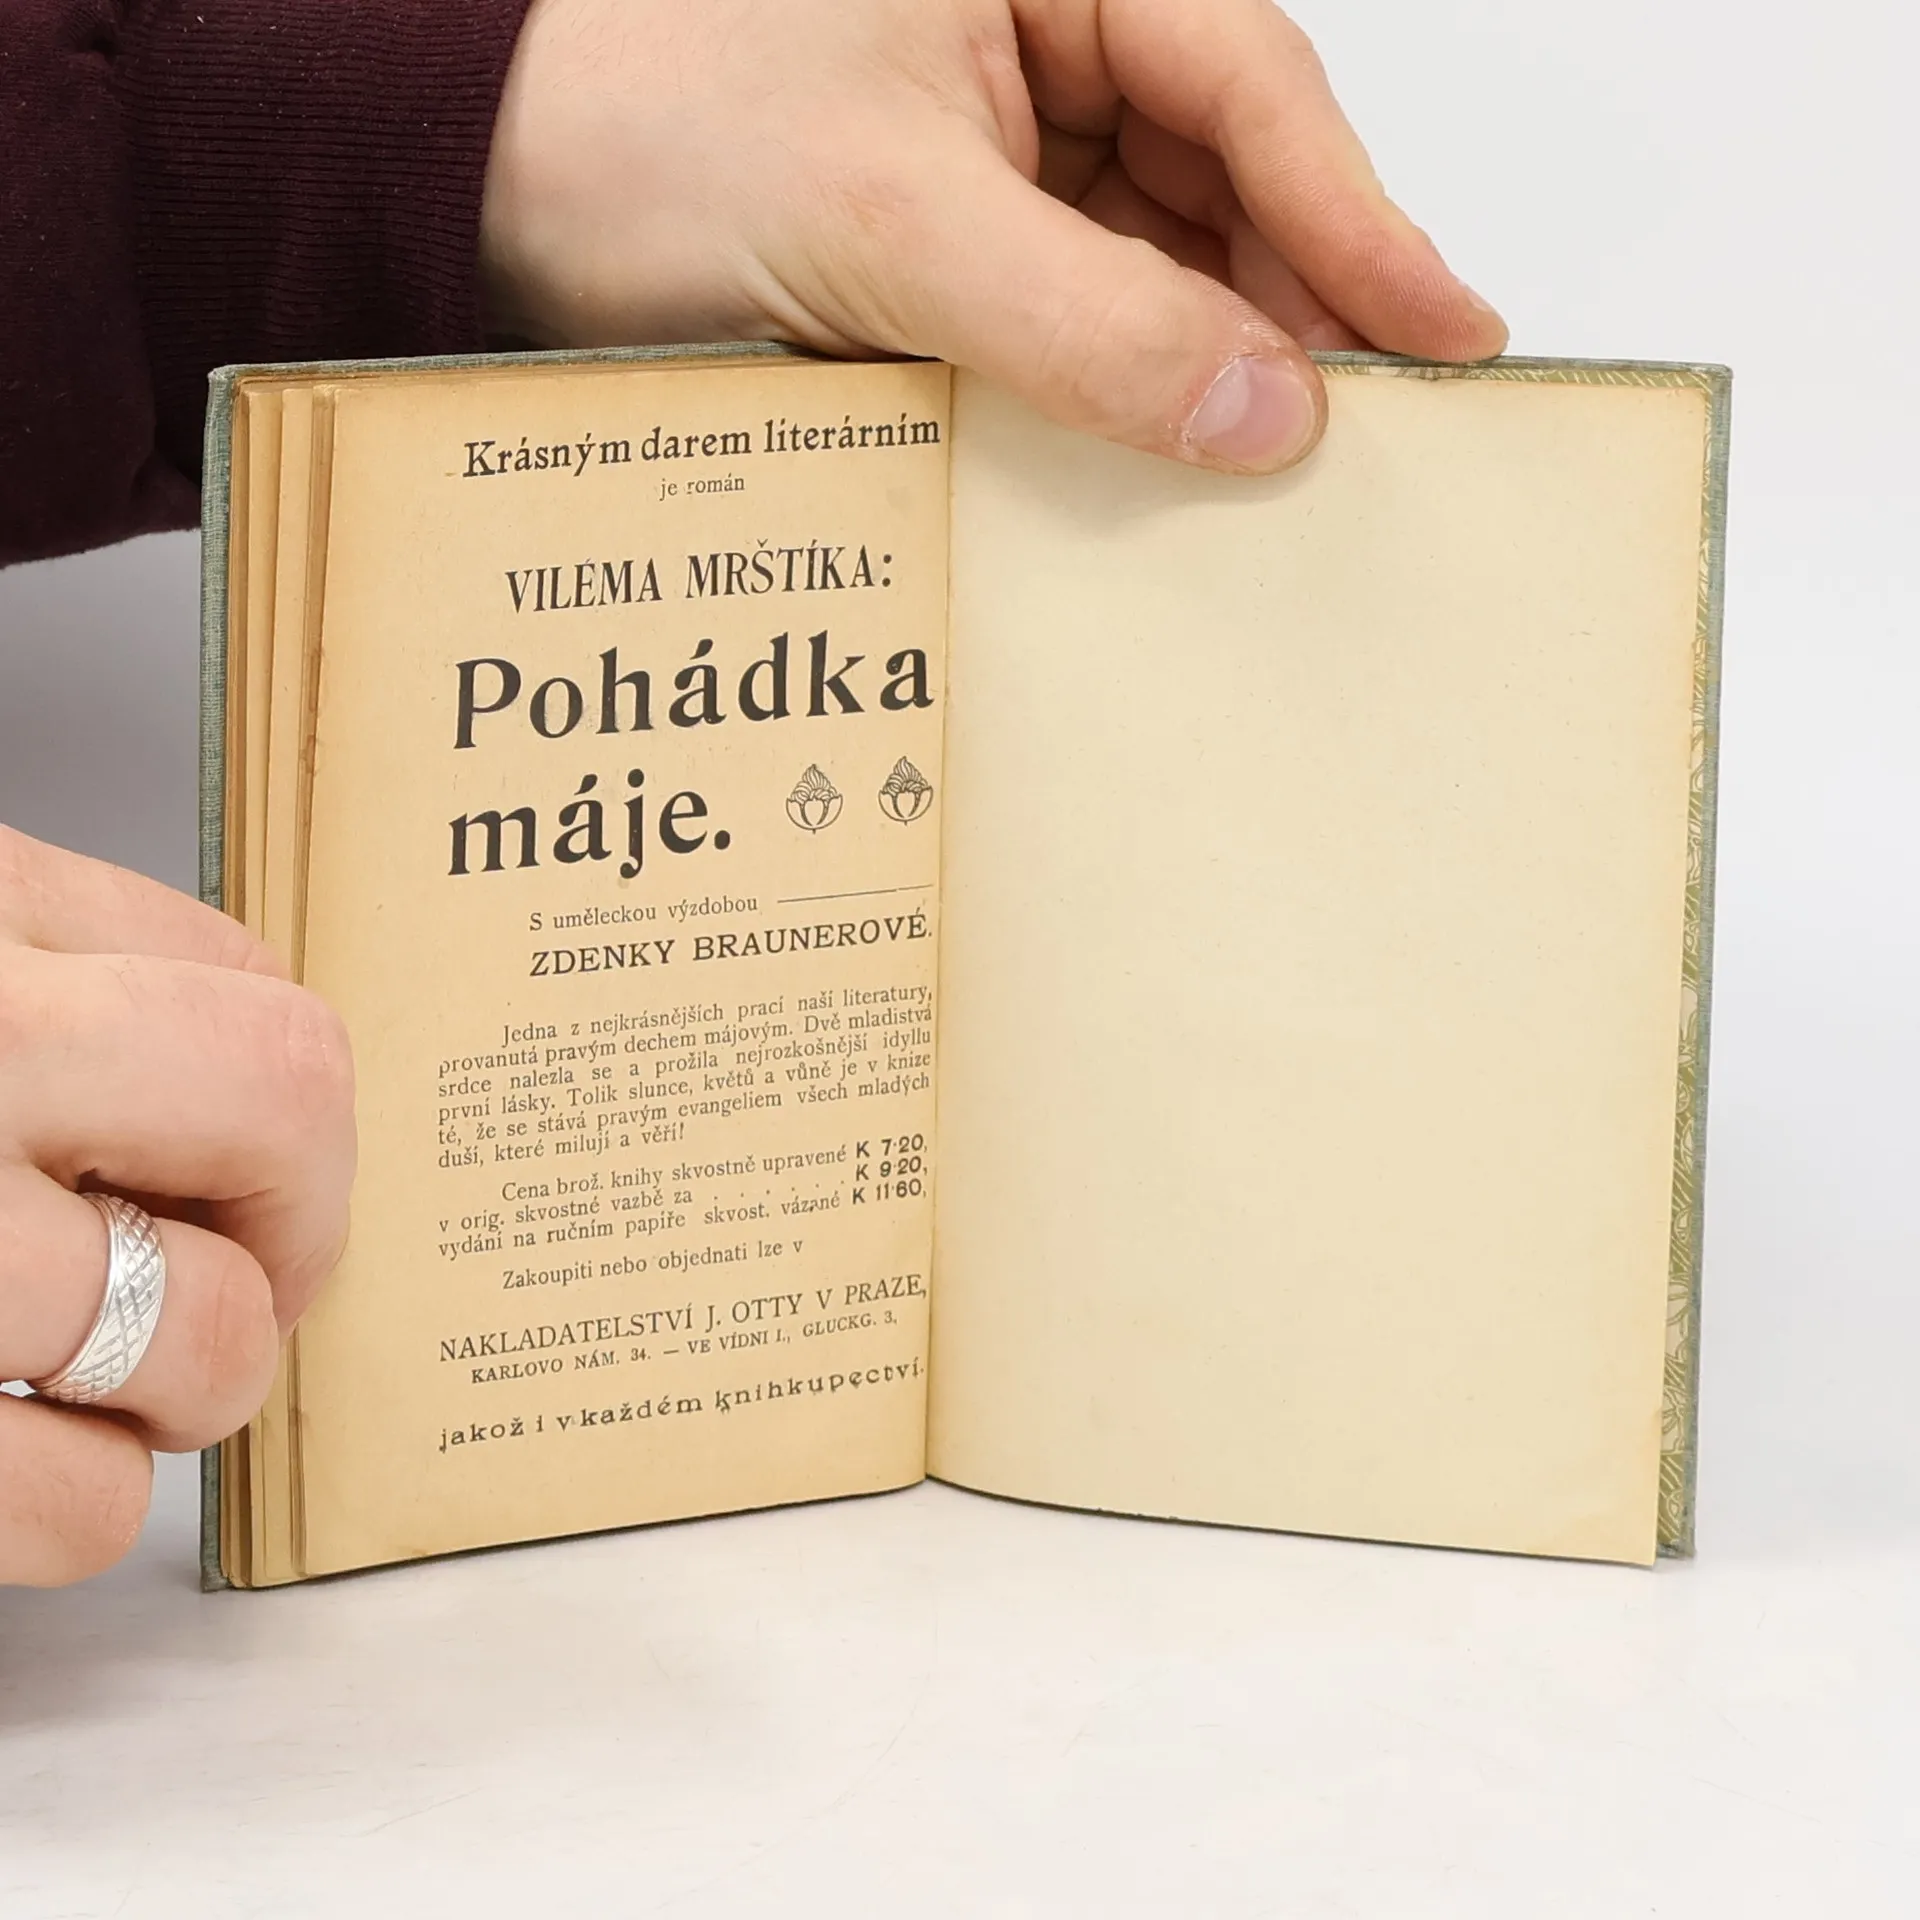 Krásným darem literárním
je román
VILÉMA MRŠTÍKA:
Pohádka
máje.
S uměleckou výzdobou
ZDENKY BRAUNEROVÉ.
Jedna z nejkrásnějších prací naší literatury,
provanutá pravým dechem májovým. Dvě mladistvá
srdce nalezla se a prožila nejrozkošnější idyllu
první lásky. Tolik slunce, květů a vůně je v knize
té, že se stává pravým evangeliem všech mladých
duší, které milují a věří!
Cena brož. knihy skvostně upravené K 7·20,
v orig. skvostné vazbě za . . . . . . K 9·20,
vydání na ručním papíře skvost. vázané K 11·60,
Zakoupiti nebo objednati lze v
NAKLADATELSTVÍ J. OTTY V PRAZE,
KARLOVO NÁM. 34. — VE VÍDNI I., GLUCKG. 3,
jakož i v každém knihkupectví.